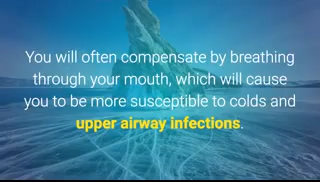 You will often compensate by breathing
through your mouth, which will cause
you to be more susceptible to colds and
upper airway infections.